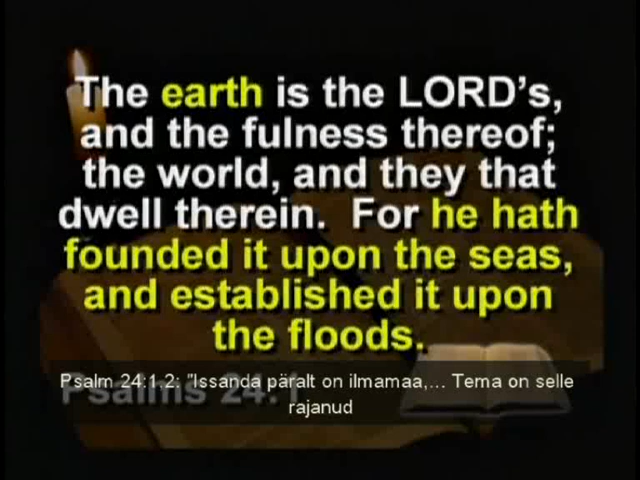 The earth is the LORD's,
and the fulness thereof;
the world, and they that
dwell therein. For he hath
founded it upon the seas,
and established it upon
the floods.
Psalms 24:1
Psalm 24:1.2: "Issanda päralt on ilmamaa,... Tema on selle
rajanud